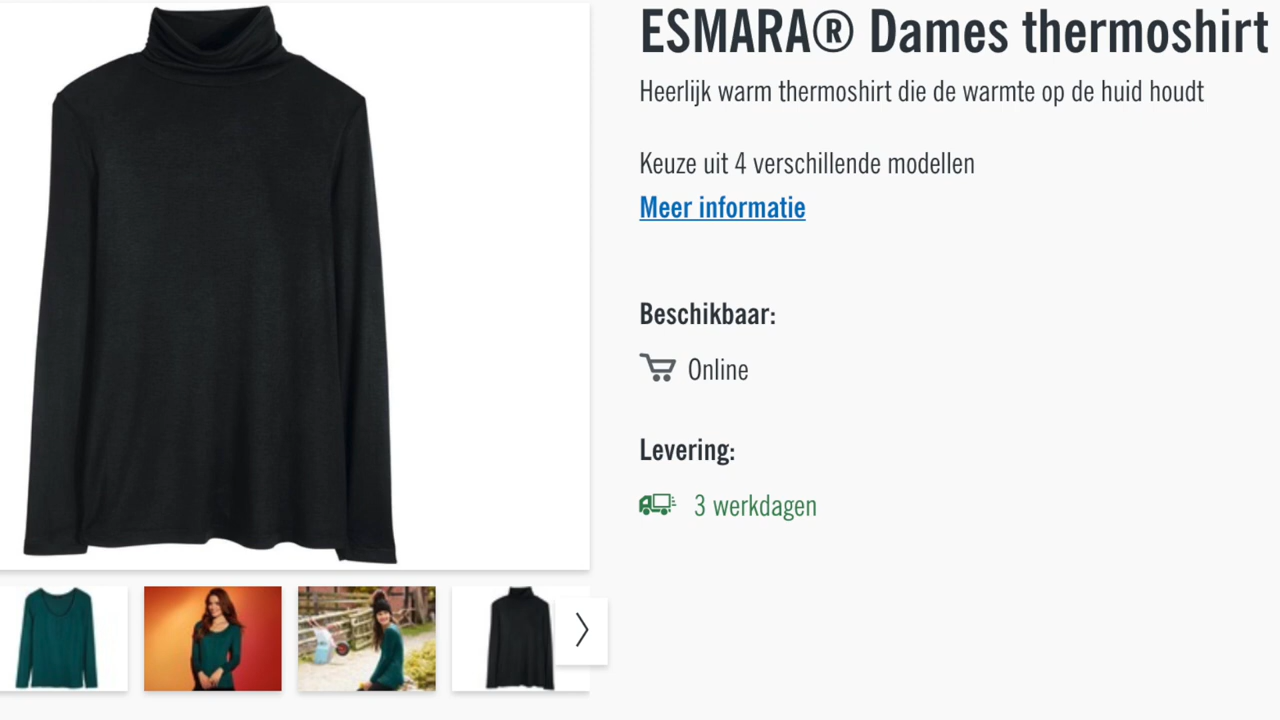 ESMARA® Dames thermoshirt
Heerlijk warm thermoshirt die de warmte op de huid houdt
Keuze uit 4 verschillende modellen
Meer informatie
Beschikbaar:
Online
Levering:
3 werkdagen